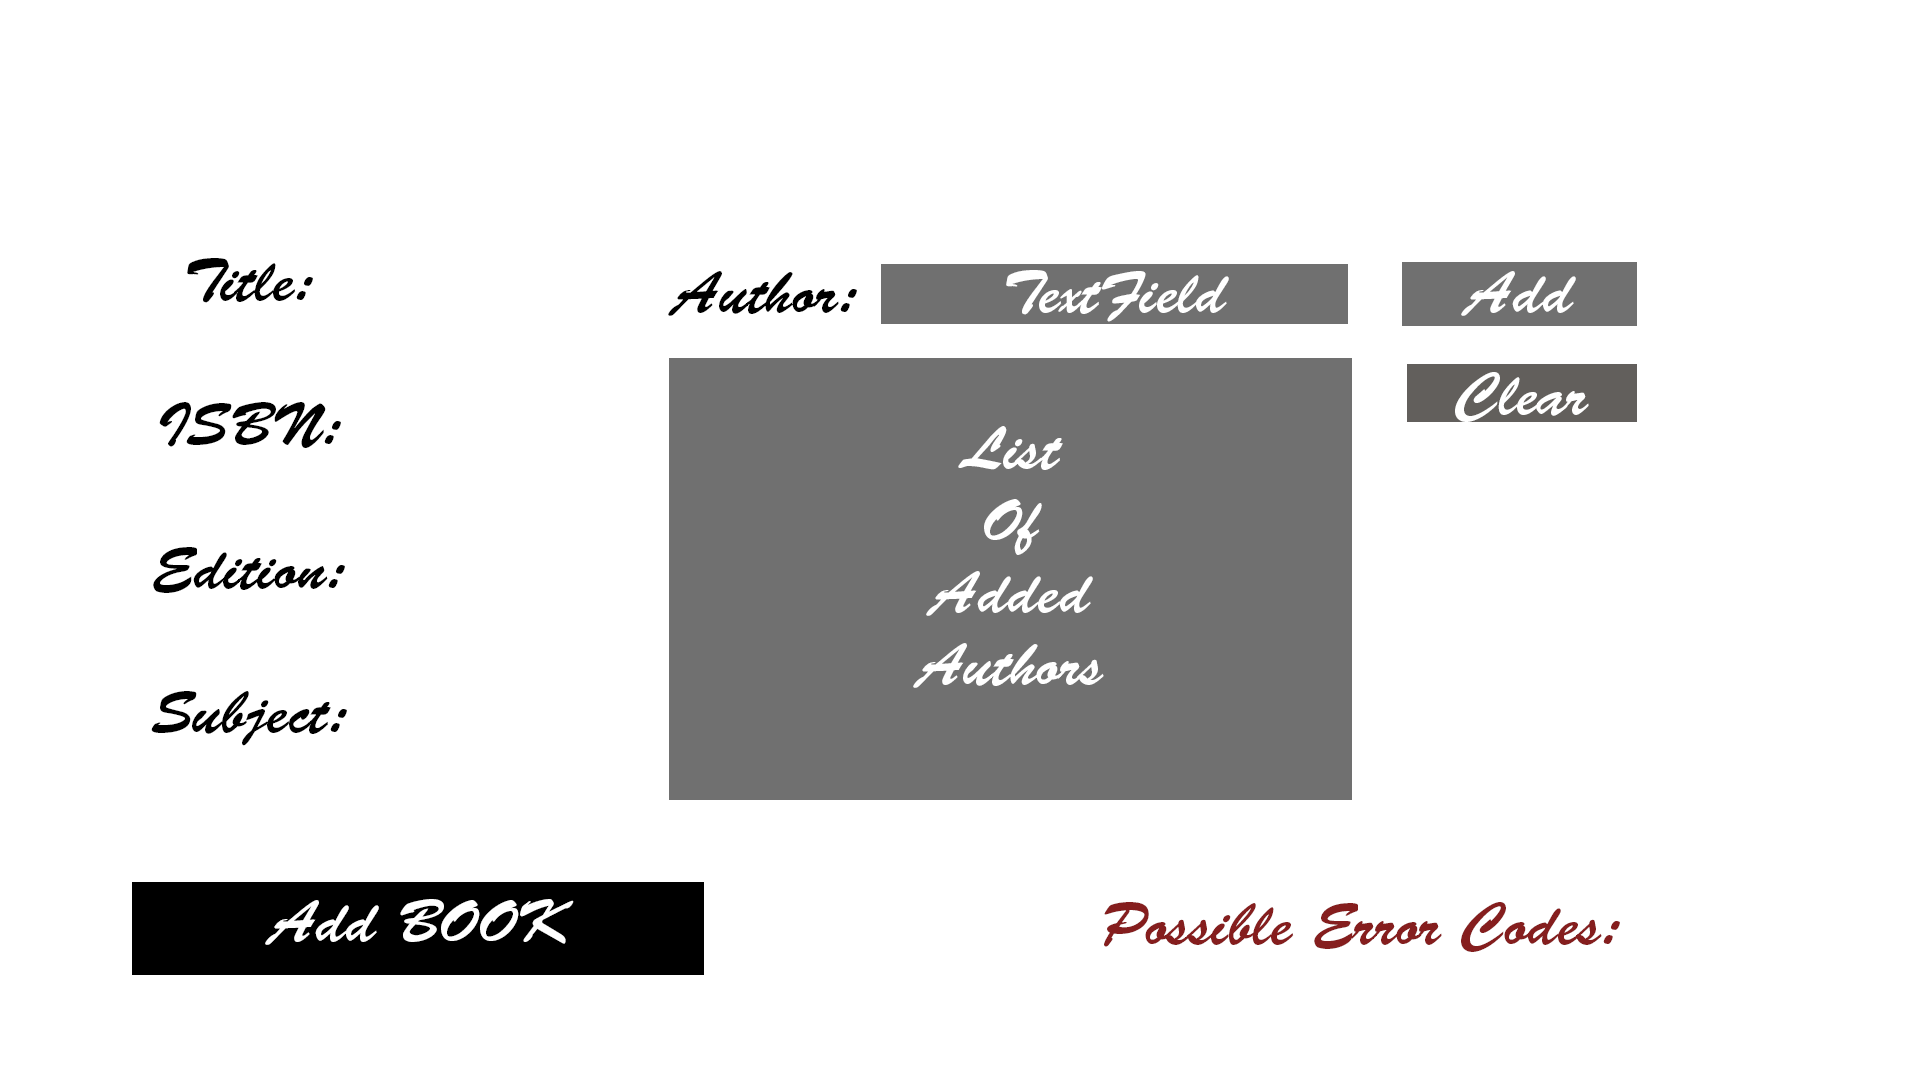 Title:
ISBN:
Edition:
Subject:
Author:
TextField
Add
Clear
List
Of
Added
Authors
Add BOOK
Possible Error Codes: